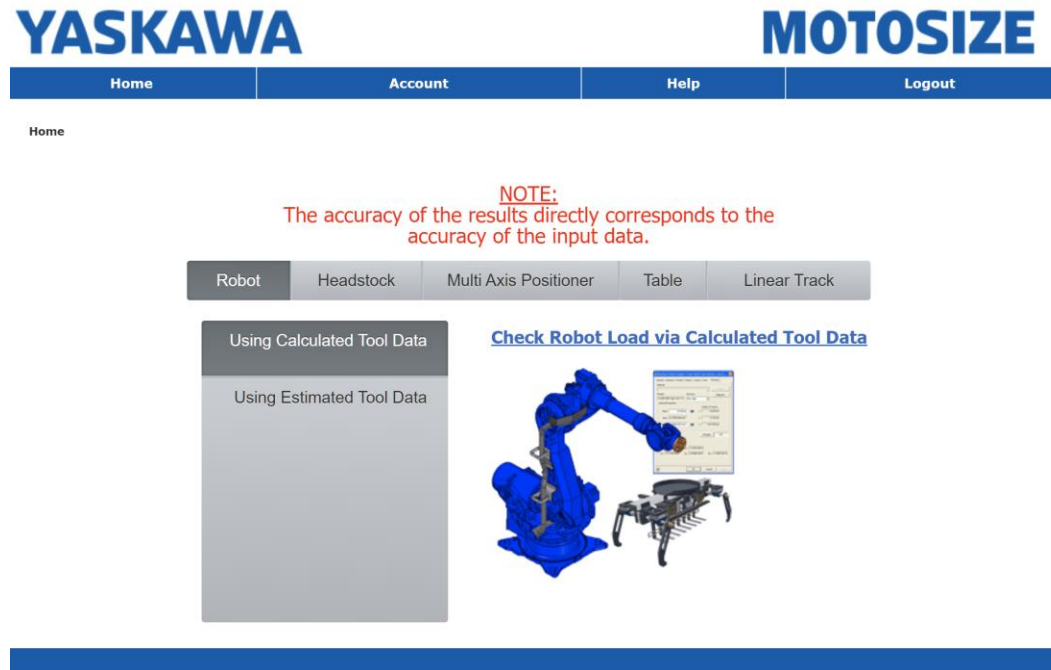 YASKAWA
MOTOSIZE
Home
Account
Help
Logout
Home
NOTE:
The accuracy of the results directly corresponds to the
accuracy of the input data.
Robot
Headstock
Multi Axis Positioner
Table
Linear Track
Using Calculated Tool Data
Using Estimated Tool Data
Check Robot Load via Calculated Tool Data